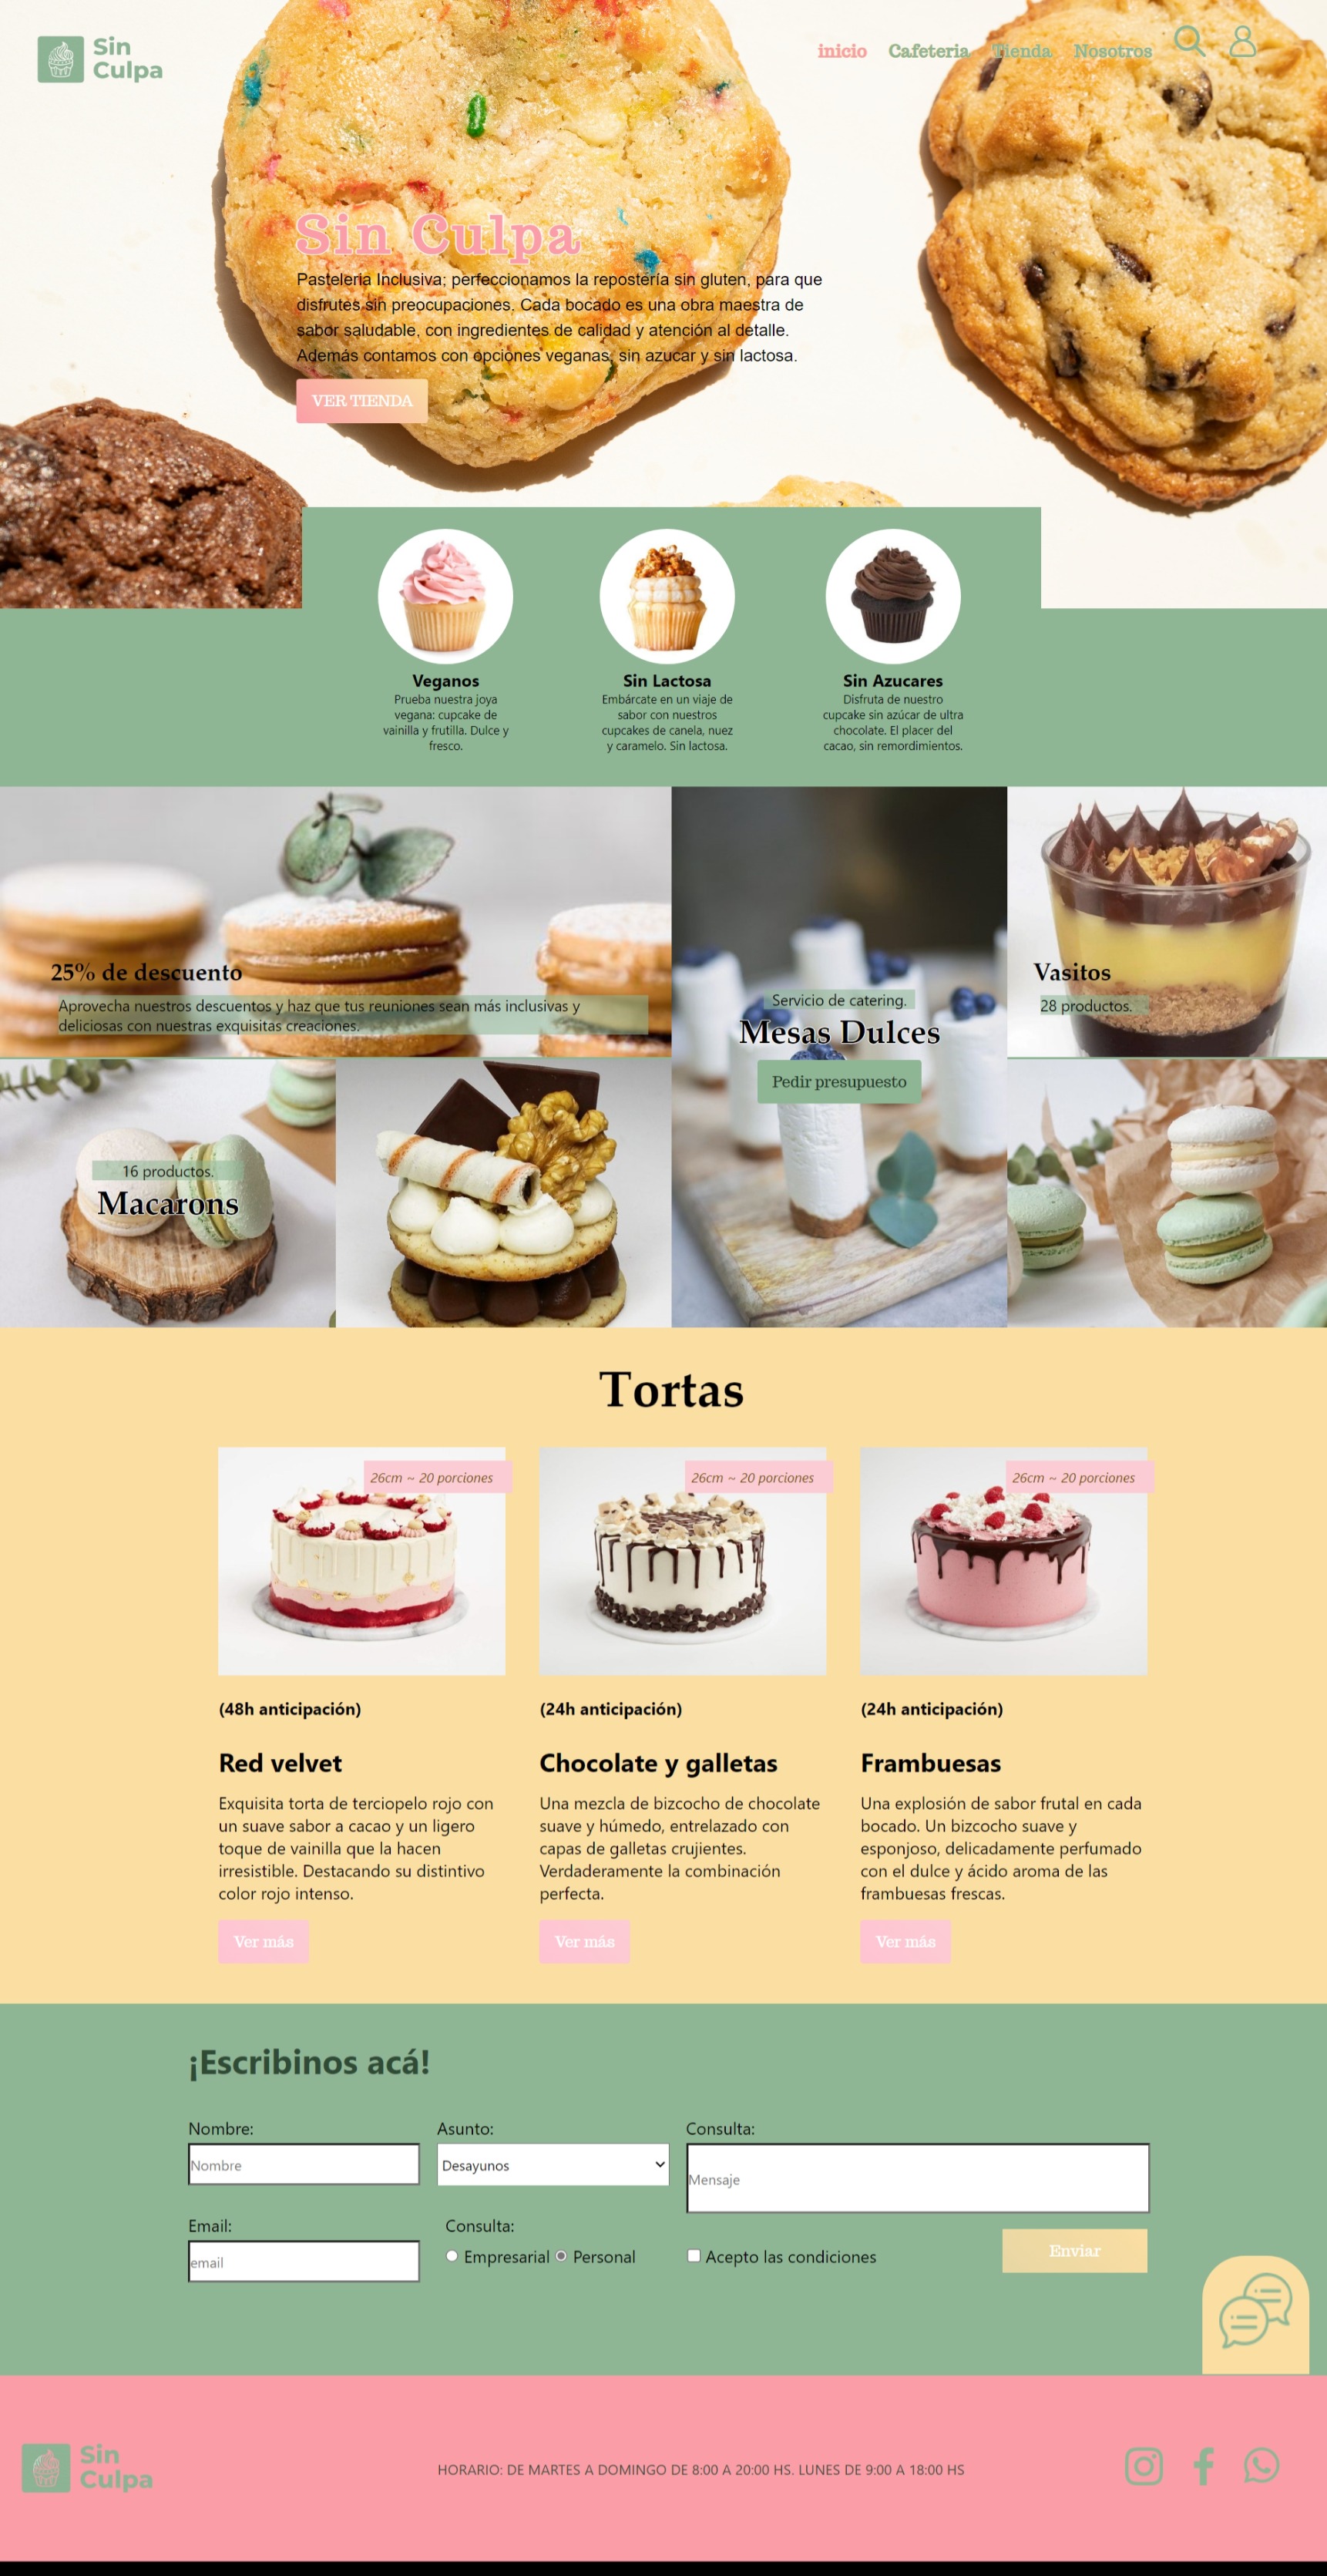 Sin
Culpa
inicio Cafeteria Tienda Nosotros
Sin Culpa
Pasteleria Inclusiva; perfeccionamos la repostería sin gluten, para que
disfrutes sin preocupaciones. Cada bocado es una obra maestra de
sabor saludable, con ingredientes de calidad y atención al detalle.
Además contamos con opciones veganas, sin azucar y sin lactosa.
VER TIENDA
Veganos
Prueba nuestra joya
vegana: cupcake de
vainilla y frutilla. Dulce y
fresco.
Sin Lactosa
Embárcate en un viaje de
sabor con nuestros
cupcakes de canela, nuez
y caramelo. Sin lactosa.
Sin Azucares
Disfruta de nuestro
cupcake sin azúcar de ultra
chocolate. El placer del
cacao, sin remordimientos.
25% de descuento
Aprovecha nuestros descuentos y haz que tus reuniones sean más inclusivas y
deliciosas con nuestras exquisitas creaciones.
Servicio de catering.
Mesas Dulces
Pedir presupuesto
Vasitos
28 productos.
16 productos.
Macarons
Tortas
26cm ~ 20 porciones
(48h anticipación)
Red velvet
Exquisita torta de terciopelo rojo con
un suave sabor a cacao y un ligero
toque de vainilla que la hacen
irresistible. Destacando su distintivo
color rojo intenso.
Ver más
26cm ~ 20 porciones
(24h anticipación)
Chocolate y galletas
Una mezcla de bizcocho de chocolate
suave y húmedo, entrelazado con
capas de galletas crujientes.
Verdaderamente la combinación
perfecta.
Ver más
26cm ~ 20 porciones
(24h anticipación)
Frambuesas
Una explosión de sabor frutal en cada
bocado. Un bizcocho suave y
esponjoso, delicadamente perfumado
con el dulce y ácido aroma de las
frambuesas frescas.
Ver más
¡Escribinos acá!
Nombre:
Nombre
Asunto:
Desayunos
Consulta:
Mensaje
Email:
email
Consulta:
Empresarial Personal
Acepto las condiciones
Enviar
Sin
Culpa
HORARIO: DE MARTES A DOMINGO DE 8:00 A 20:00 HS. LUNES DE 9:00 A 18:00 HS